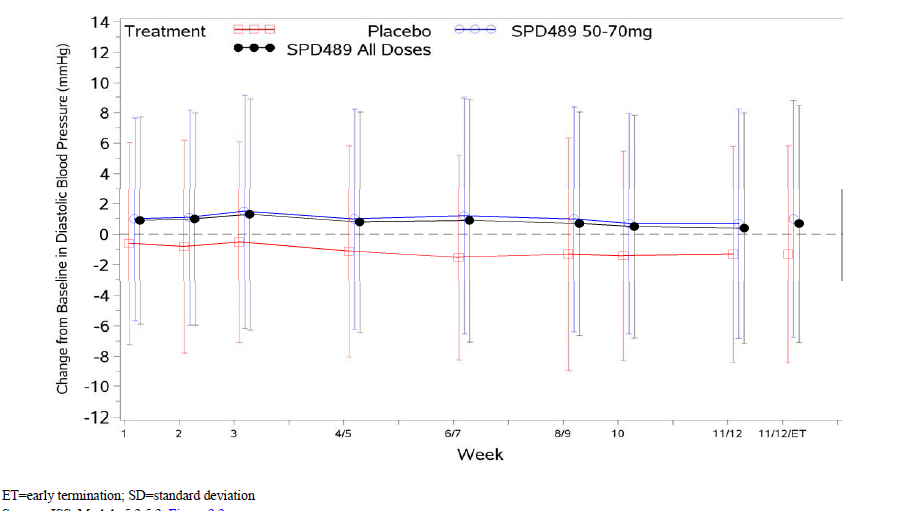 Treatment Placebo SPD489 50-70mg
SPD489 All Doses
Change from Baseline in Diastolic Blood Pressure (mmHg)
14
12
10
8
6
4
2
0
-2
-4
-6
-8
-10
-12
1 2 3 4/5 6/7 8/9 10 11/12 11/12/ET
Week
ET=early termination; SD=standard deviation